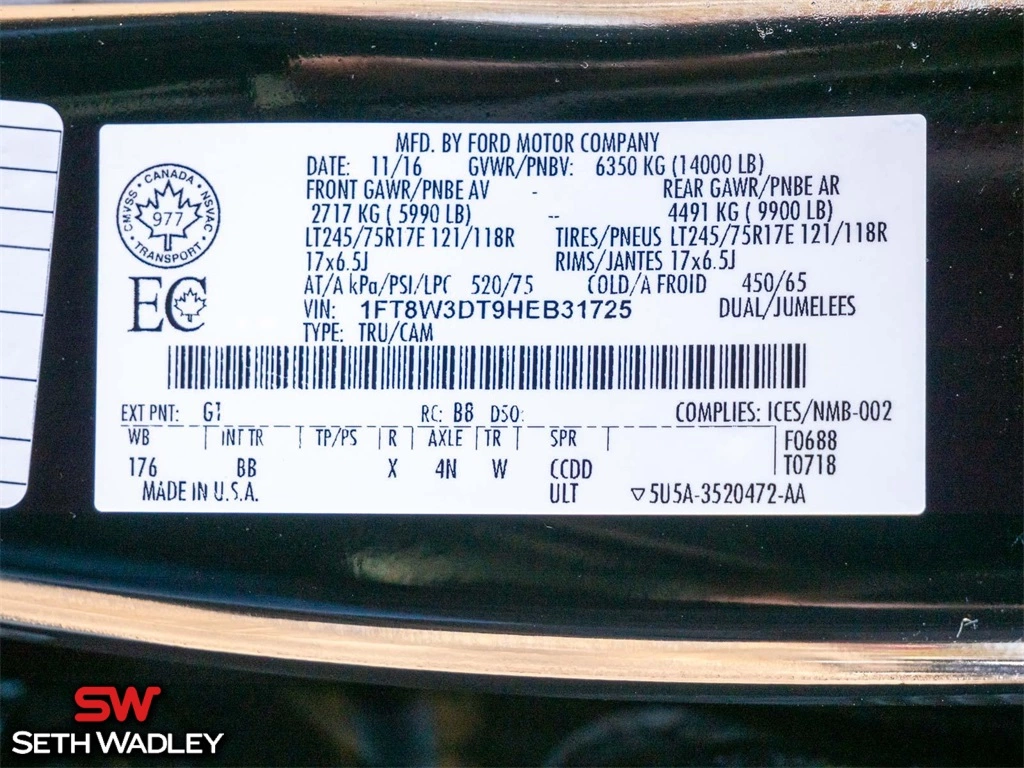 MFD. BY FORD MOTOR COMPANY
DATE: 11/16 GVWR/PNBV: 6350 KG (14000 LB)
FRONT GAWR/PNBE AV - REAR GAWR/PNBE AR
2717 KG ( 5990 LB) -- 4491 KG ( 9900 LB)
LT245/75R17E 121/118R TIRES/PNEUS LT245/75R17E 121/118R
17x6.5J RIMS/JANTES 17x6.5J
AT/A kPa/PSI/LPC 520/75 COLD/A FROID 450/65
VIN: 1FT8W3DT9HEB31725 DUAL/JUMELEES
TYPE: TRU/CAM
CANADA
CMVSS · NSVAC
977
TRANSPORT
EC
EXT PNT: G1 RC: B8 DSO: COMPLIES: ICES/NMB-002
WB INT TR TP/PS R AXLE TR SPR F0688
176 BB X 4N W CCDD T0718
MADE IN U.S.A. ULT ▽5U5A-3520472-AA
SW
SETH WADLEY